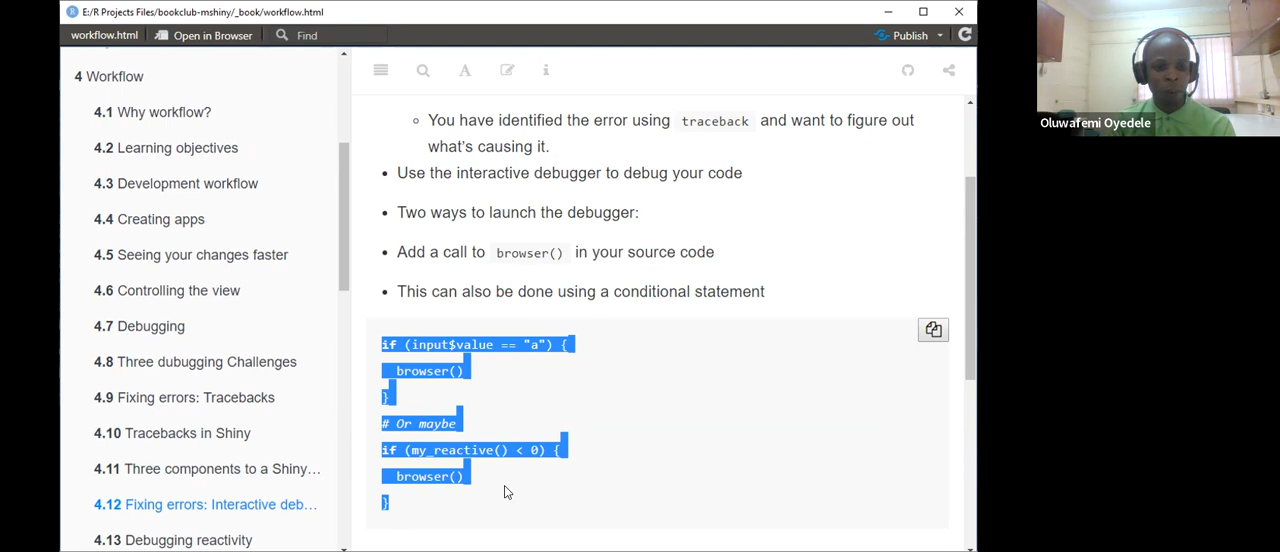 E:/R Projects Files/bookclub-mshiny/_book/workflow.html
workflow.html
Open in Browser
Find
Publish
4 Workflow
4.1 Why workflow?
4.2 Learning objectives
4.3 Development workflow
4.4 Creating apps
4.5 Seeing your changes faster
4.6 Controlling the view
4.7 Debugging
4.8 Three dubugging Challenges
4.9 Fixing errors: Tracebacks
4.10 Tracebacks in Shiny
4.11 Three components to a Shiny…
4.12 Fixing errors: Interactive deb…
4.13 Debugging reactivity
You have identified the error using traceback and want to figure out
what's causing it.
Use the interactive debugger to debug your code
Two ways to launch the debugger:
Add a call to browser() in your source code
This can also be done using a conditional statement
if (input$value == "a") {
browser()
}
# Or maybe
if (my_reactive() < 0) {
browser()
}
Oluwafemi Oyedele